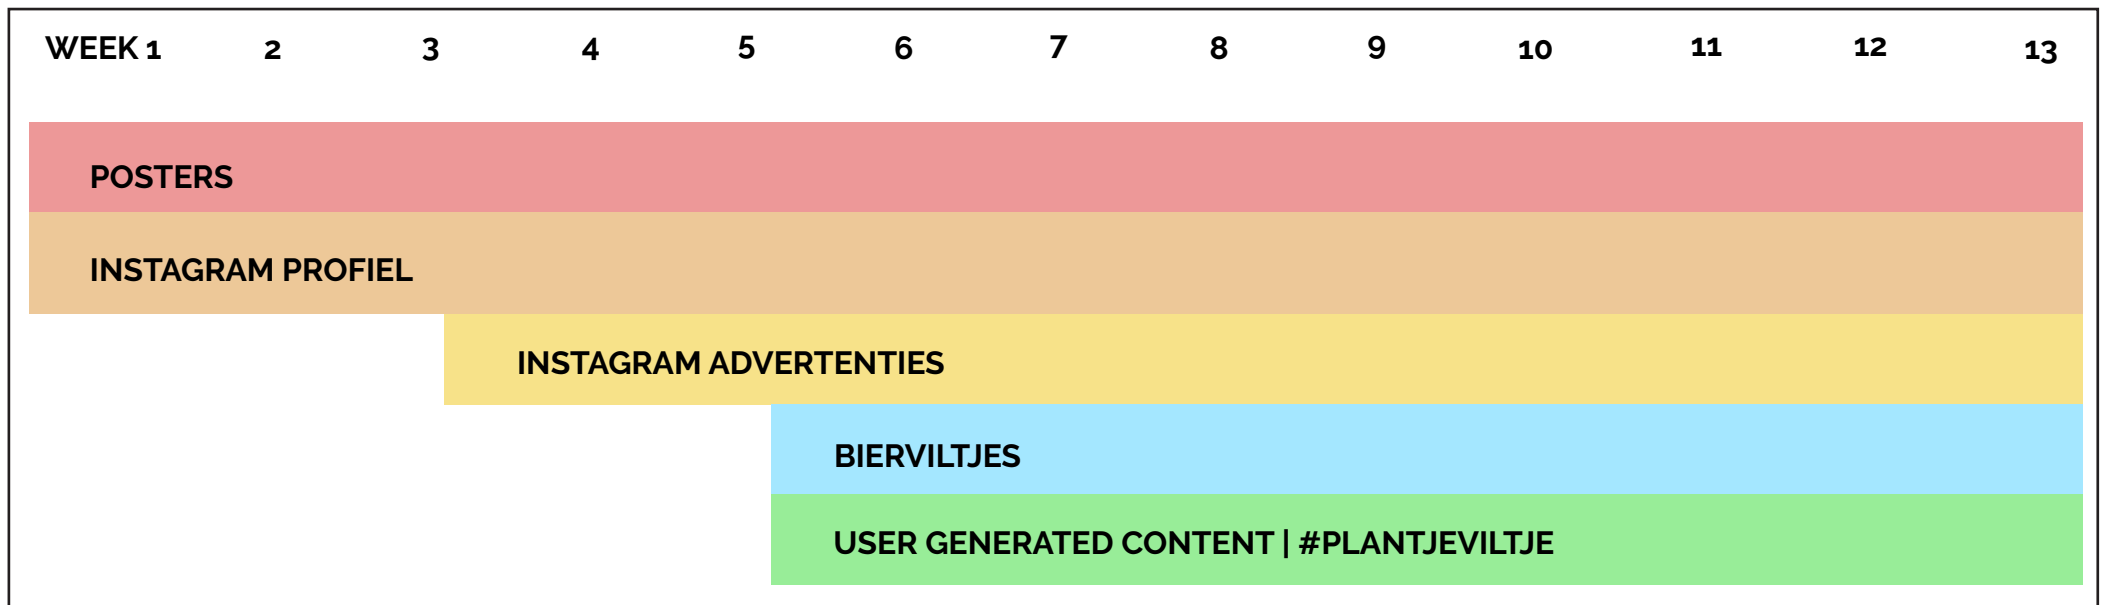 WEEK 1 2 3 4 5 6 7 8 9 10 11 12 13
POSTERS
INSTAGRAM PROFIEL
INSTAGRAM ADVERTENTIES
BIERVILTJES
USER GENERATED CONTENT | #PLANTJEVILTJE